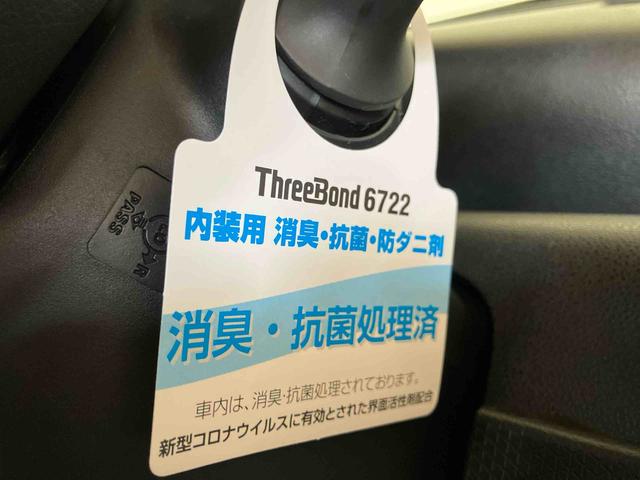 ThreeBond 6722
内装用 消臭・抗菌・防ダニ剤
消臭・抗菌処理済
車内は、消臭・抗菌処理されております。
新型コロナウイルスに有効とされた界面活性剤配合
PASS